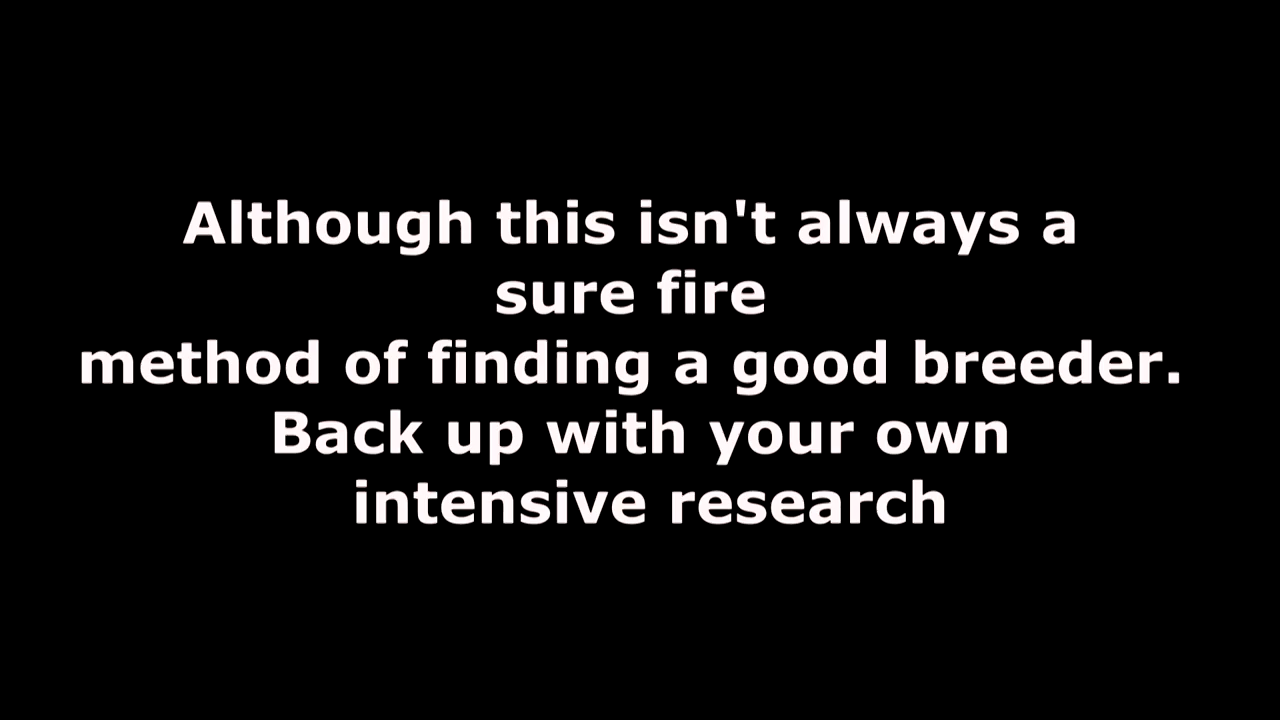 Although this isn't always a
sure fire
method of finding a good breeder.
Back up with your own
intensive research